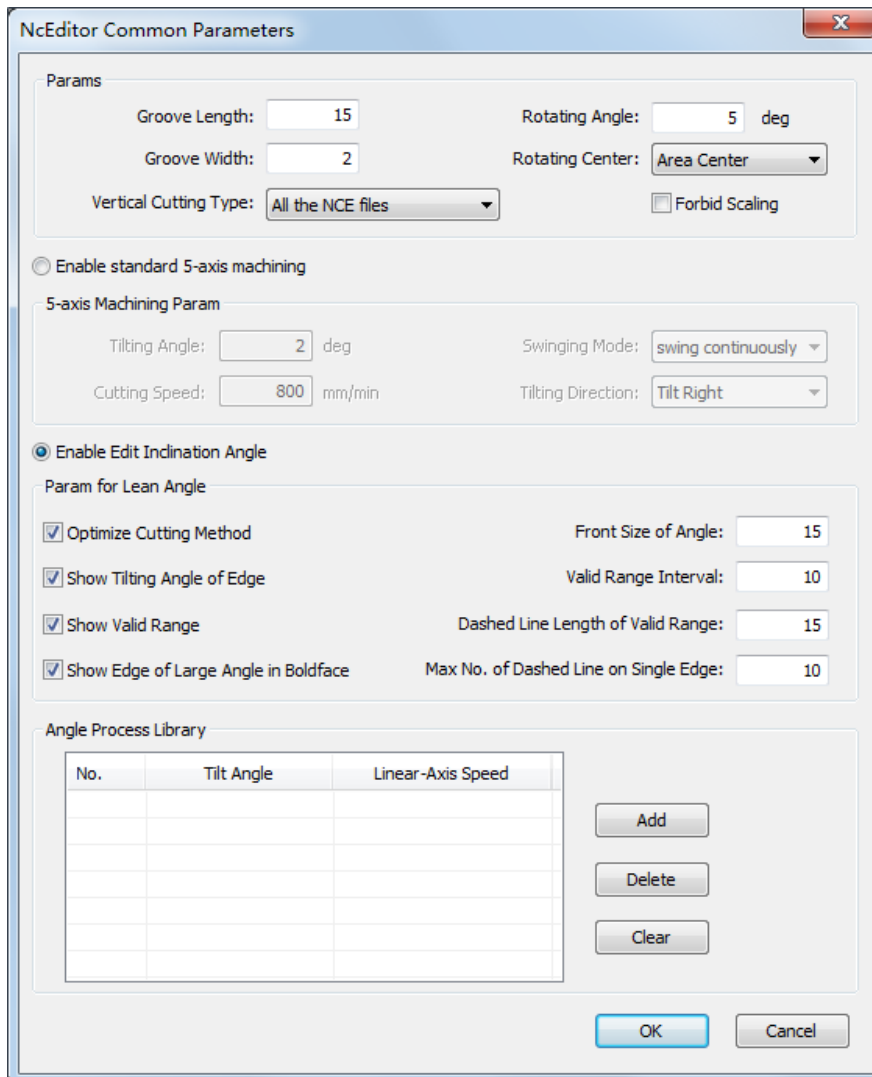 NcEditor Common Parameters
Params
Groove Length: 15 Rotating Angle: 5 deg
Groove Width: 2 Rotating Center: Area Center
Vertical Cutting Type: All the NCE files Forbid Scaling
Enable standard 5-axis machining
5-axis Machining Param
Tilting Angle: 2 deg Swinging Mode: swing continuously
Cutting Speed: 800 mm/min Tilting Direction: Tilt Right
Enable Edit Inclination Angle
Param for Lean Angle
Optimize Cutting Method Front Size of Angle: 15
Show Tilting Angle of Edge Valid Range Interval: 10
Show Valid Range Dashed Line Length of Valid Range: 15
Show Edge of Large Angle in Boldface Max No. of Dashed Line on Single Edge: 10
Angle Process Library
No. Tilt Angle Linear-Axis Speed
Add
Delete
Clear
OK Cancel